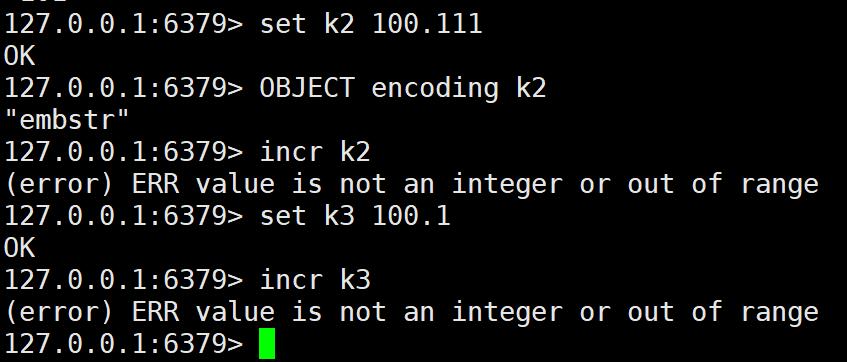 127.0.0.1:6379> set k2 100.111
OK
127.0.0.1:6379> OBJECT encoding k2
"embstr"
127.0.0.1:6379> incr k2
(error) ERR value is not an integer or out of range
127.0.0.1:6379> set k3 100.1
OK
127.0.0.1:6379> incr k3
(error) ERR value is not an integer or out of range
127.0.0.1:6379>